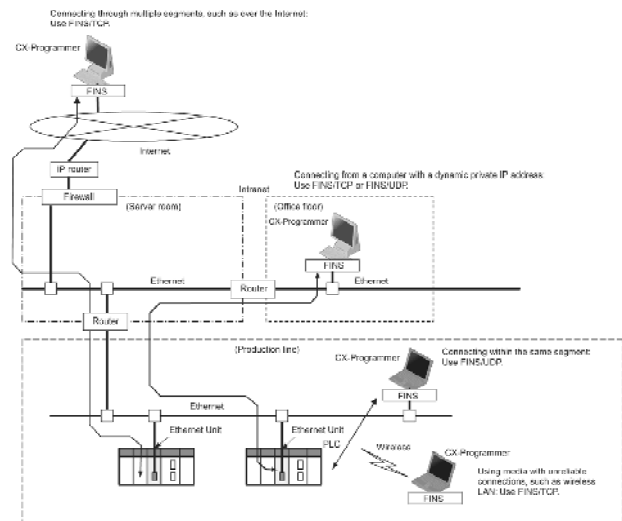 Connecting through multiple segments, such as over the Internet:
Use FINS/TCP.
CX-Programmer
FINS
Internet
IP router
Firewall
Intranet
Connecting from a computer with a dynamic private IP address:
Use FINS/TCP or FINS/UDP.
(Server room)
(Office floor)
CX-Programmer
FINS
Ethernet
Router
Ethernet
Router
(Production line)
CX-Programmer
Connecting within the same segment:
Use FINS/UDP.
FINS
Ethernet
Ethernet Unit
Ethernet Unit
PLC
Wireless
CX-Programmer
Using media with unreliable
connections, such as wireless
LAN: Use FINS/TCP.
FINS